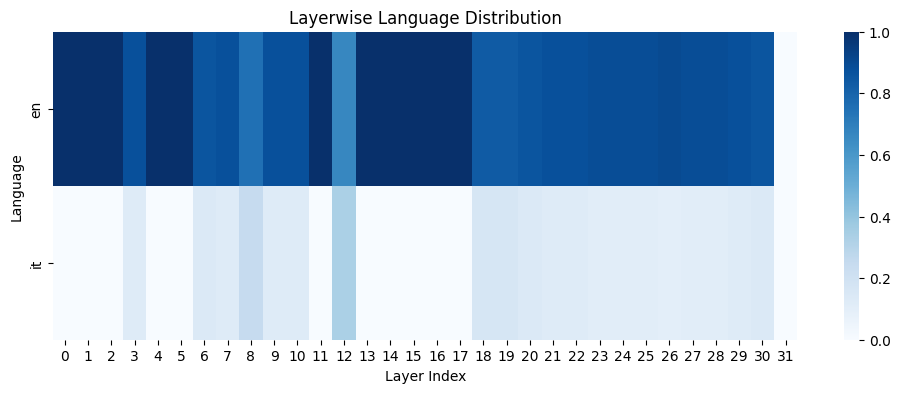 Layerwise Language Distribution
Language
en
it
0 1 2 3 4 5 6 7 8 9 10 11 12 13 14 15 16 17 18 19 20 21 22 23 24 25 26 27 28 29 30 31
Layer Index
1.0
0.8
0.6
0.4
0.2
0.0